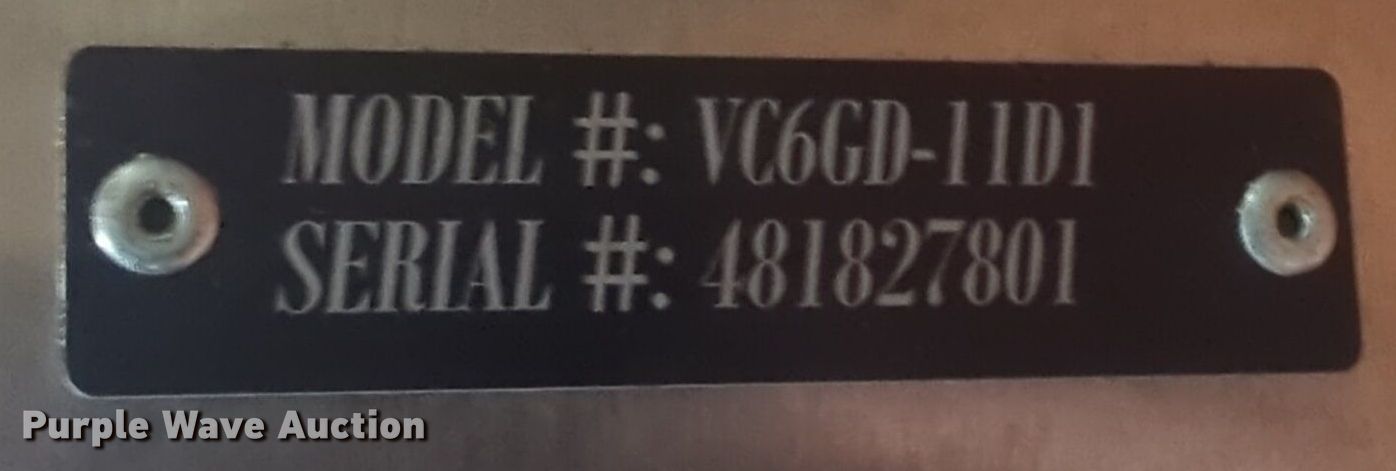 MODEL #: VC6GD-11D1
SERIAL #: 481827801
Purple Wave Auction